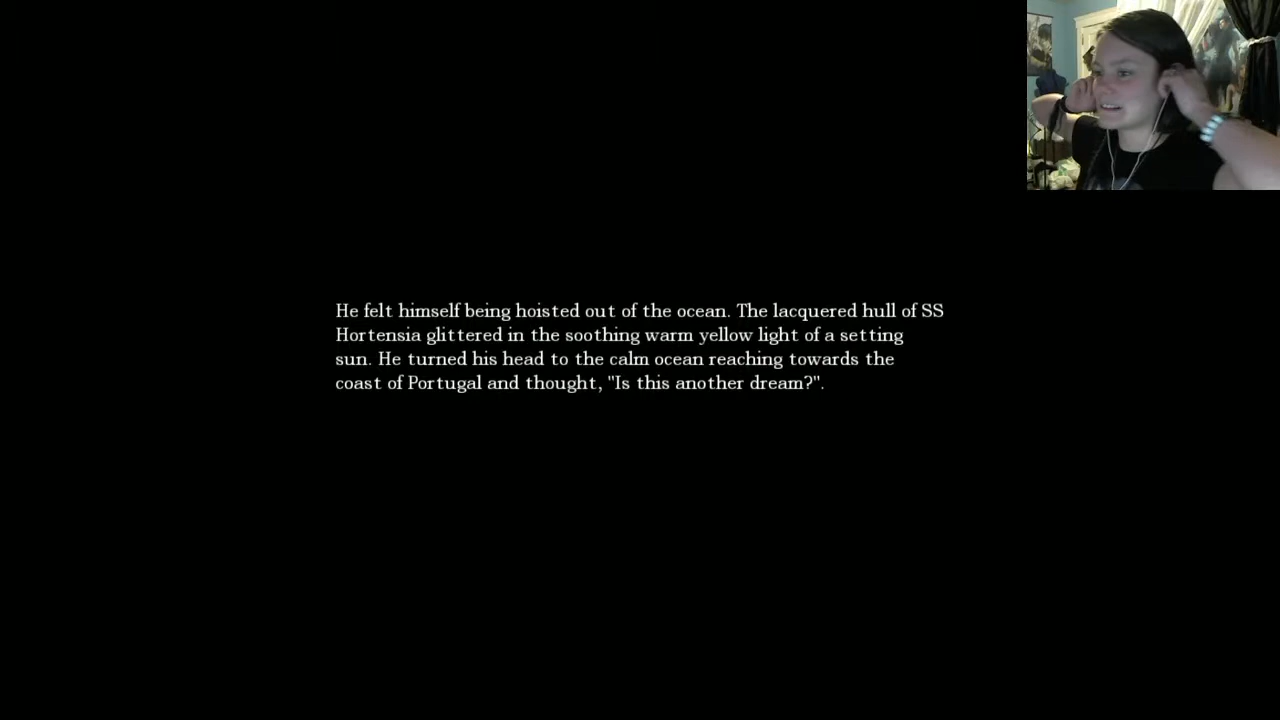 He felt himself being hoisted out of the ocean. The lacquered hull of SS
Hortensia glittered in the soothing warm yellow light of a setting
sun. He turned his head to the calm ocean reaching towards the
coast of Portugal and thought, "Is this another dream?".